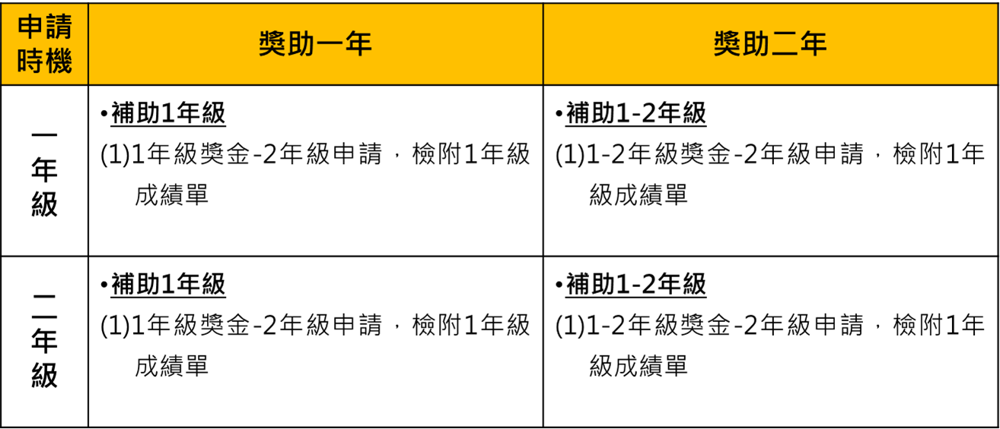 申請
時機
獎助一年
獎助二年
一年級
•補助1年級
(1)1年級獎金-2年級申請，檢附1年級
成績單
•補助1-2年級
(1)1-2年級獎金-2年級申請，檢附1年
級成績單
二年級
•補助1年級
(1)1年級獎金-2年級申請，檢附1年級
成績單
•補助1-2年級
(1)1-2年級獎金-2年級申請，檢附1年
級成績單